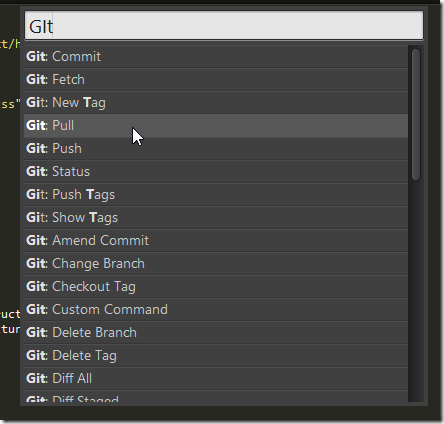 GIt
tt/h
Git: Commit
Git: Fetch
Git: New Tag
ss"
Git: Pull
Git: Push
Git: Status
Git: Push Tags
Git: Show Tags
Git: Amend Commit
Git: Change Branch
Git: Checkout Tag
Git: Custom Command
uct
Git: Delete Branch
ctur
Git: Delete Tag
Git: Diff All
Git: Diff Staged